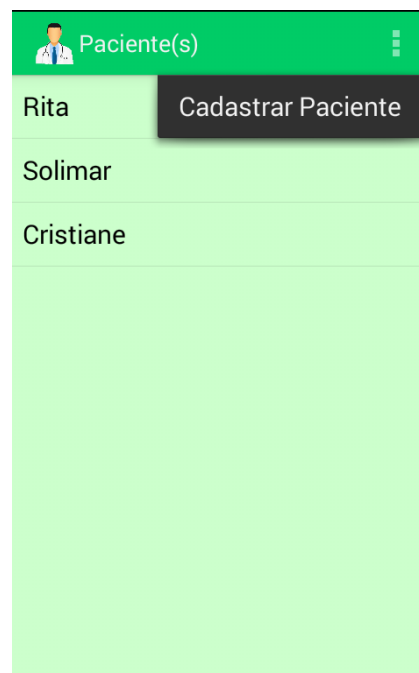 Paciente(s)
Rita
Cadastrar Paciente
Solimar
Cristiane